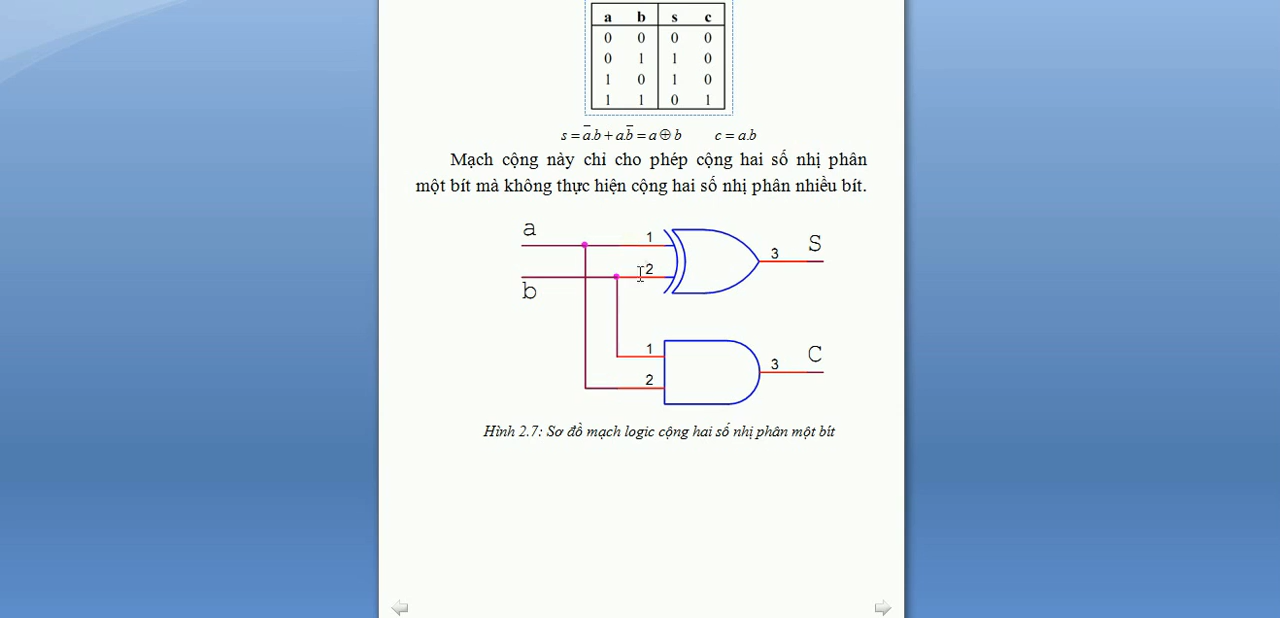 a b s c
0 0 0 0
0 1 1 0
1 0 1 0
1 1 0 1
s = a̅.b + a.b̅ = a ⊕ b c = a.b
Mạch cộng này chỉ cho phép cộng hai số nhị phân
một bít mà không thực hiện cộng hai số nhị phân nhiều bít.
a
1
3
S
2
b
1
3
C
2
Hình 2.7: Sơ đồ mạch logic cộng hai số nhị phân một bít